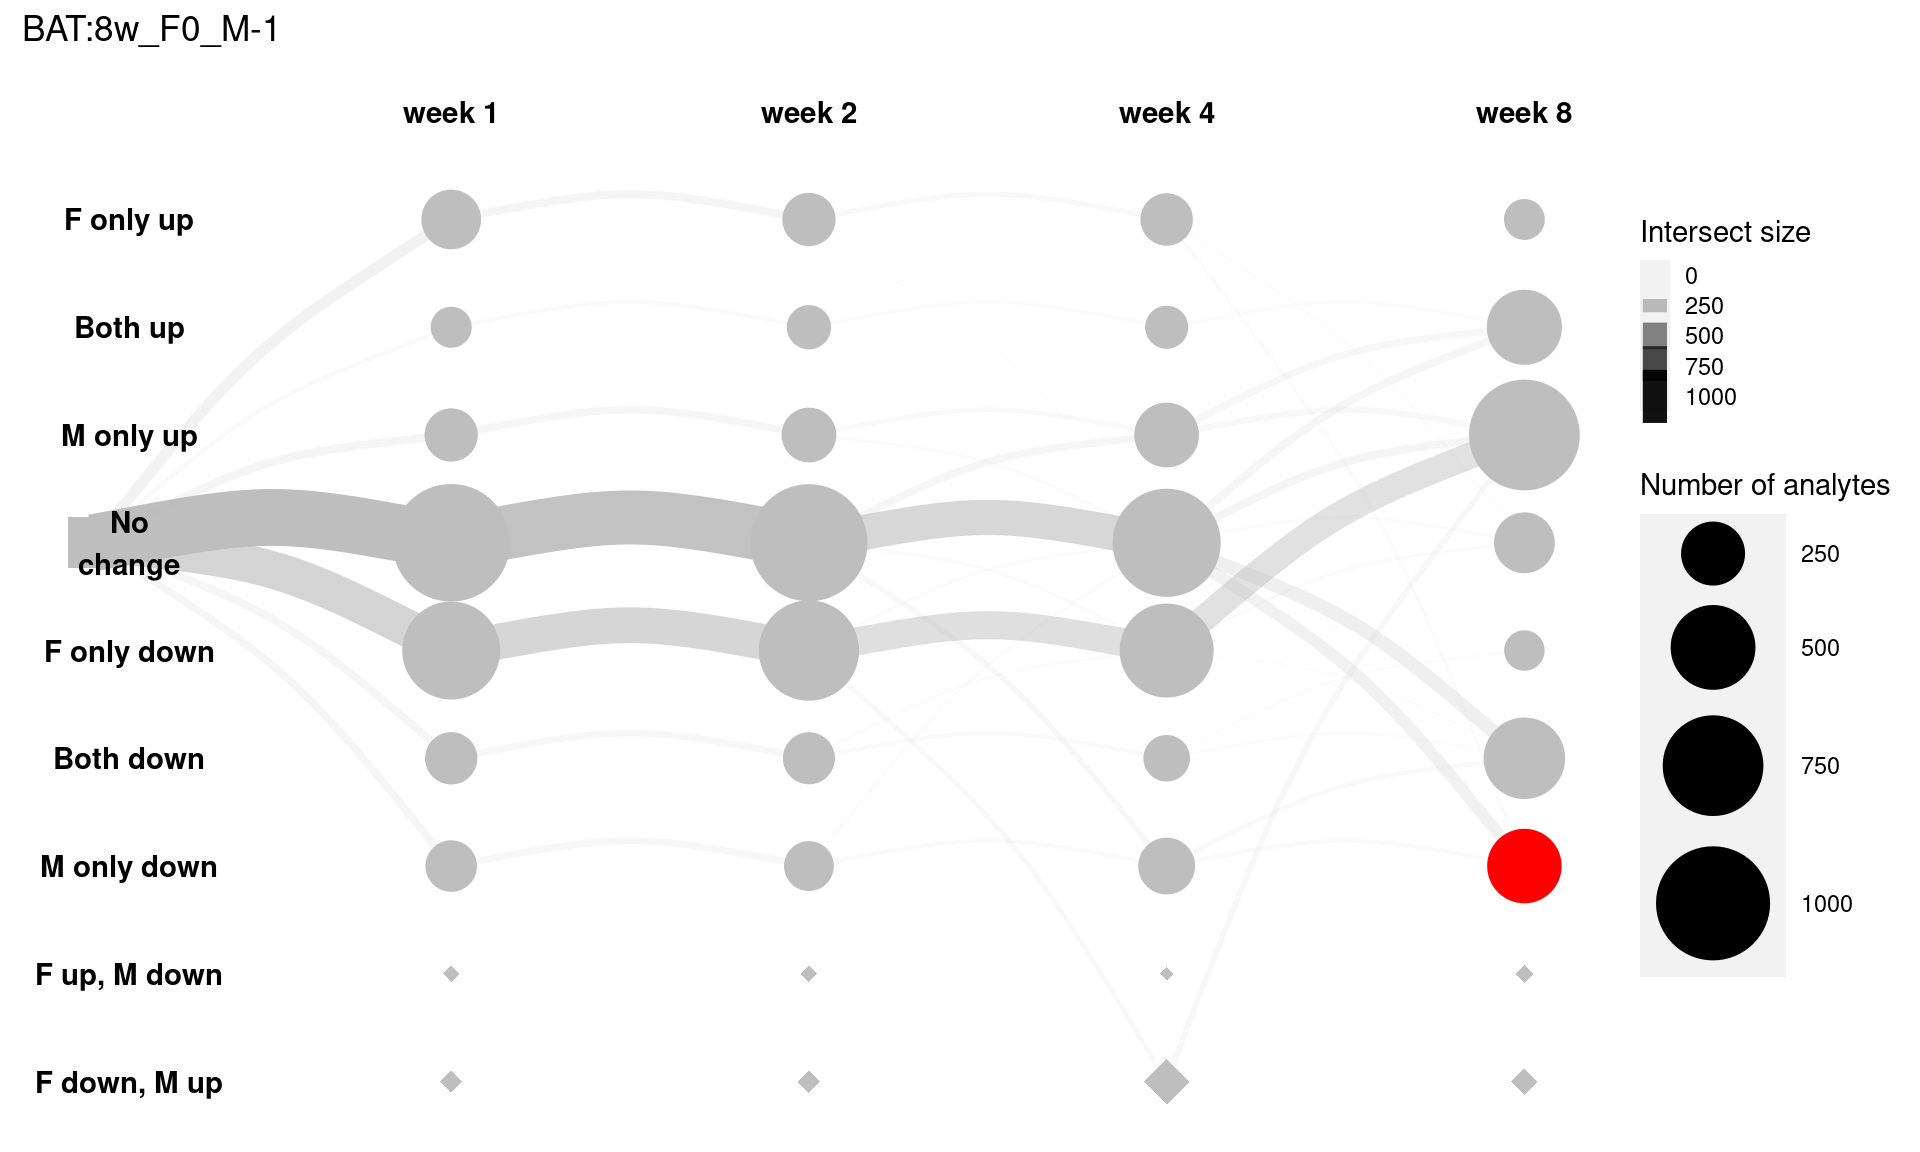 BAT:8w_F0_M-1
week 1
week 2
week 4
week 8
F only up
Both up
M only up
No
change
F only down
Both down
M only down
F up, M down
F down, M up
Intersect size
0
250
500
750
1000
Number of analytes
250
500
750
1000